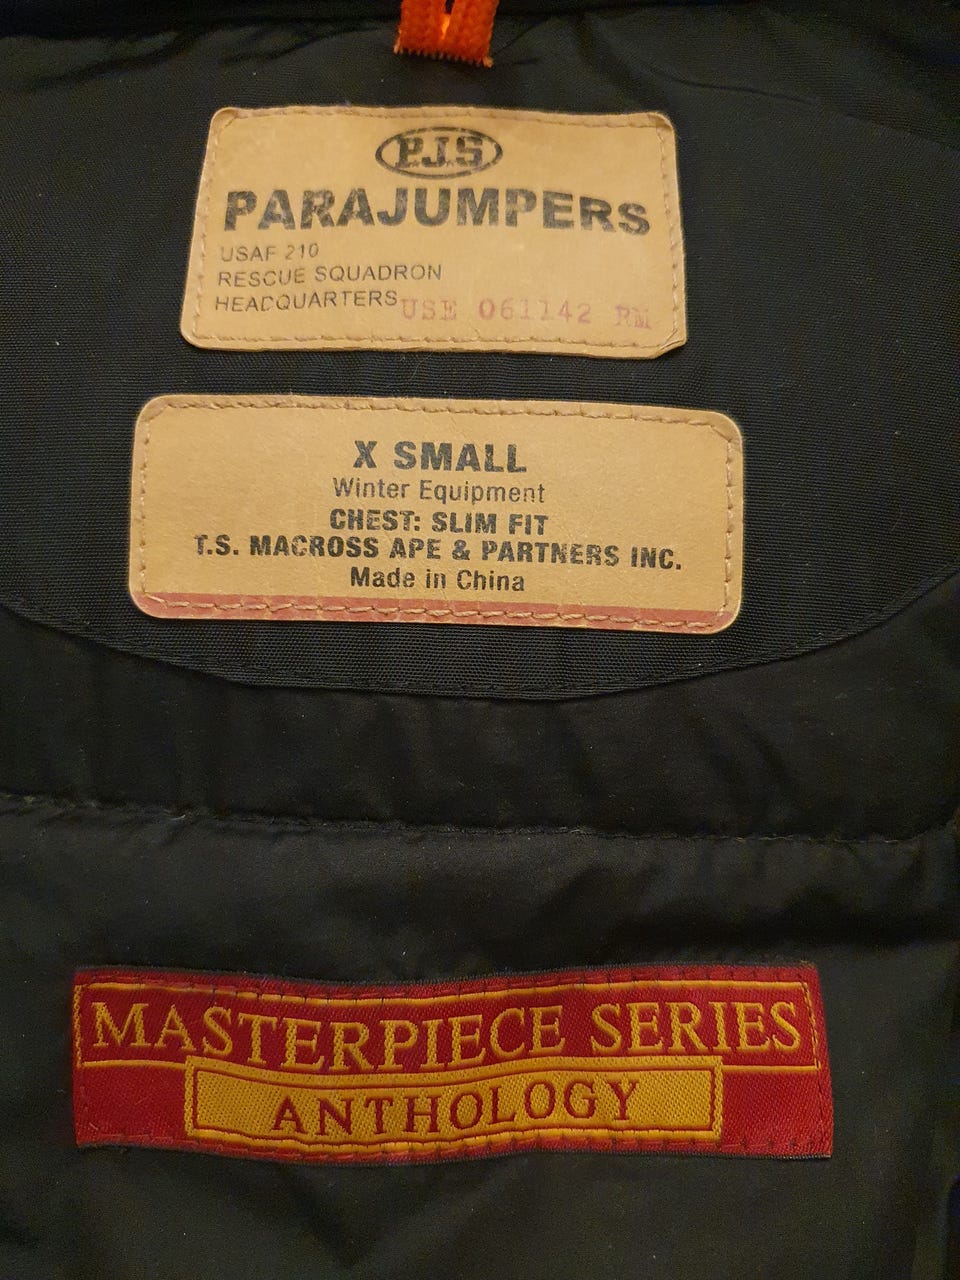 P.J.S
PARAJUMPERS
USAF 210
RESCUE SQUADRON
HEADQUARTERS USE 061142 RM
X SMALL
Winter Equipment
CHEST: SLIM FIT
T.S. MACROSS APE & PARTNERS INC.
Made in China
MASTERPIECE SERIES
ANTHOLOGY